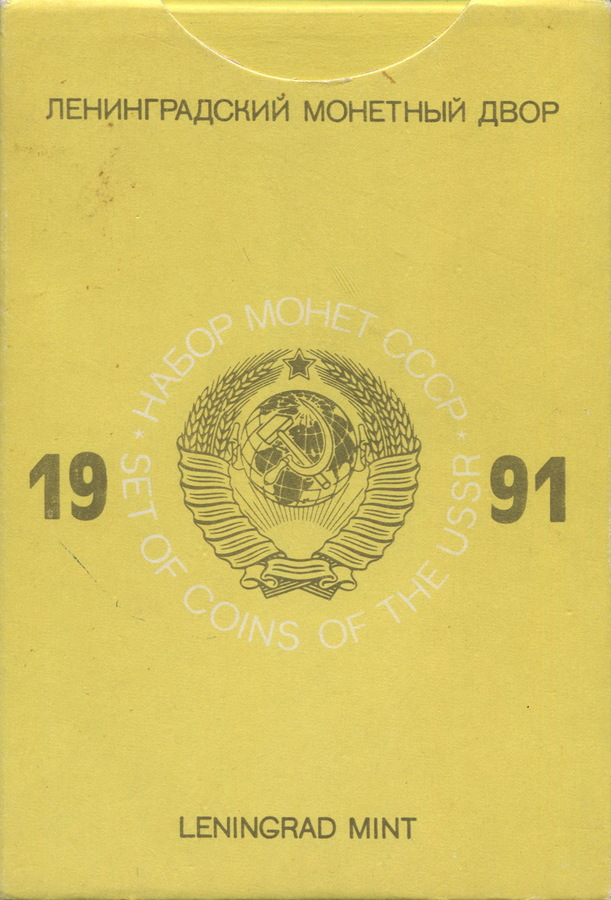 ЛЕНИНГРАДСКИЙ МОНЕТНЫЙ ДВОР
* НАБОР МОНЕТ СССР *
19 91
SET OF COINS OF THE USSR
LENINGRAD MINT